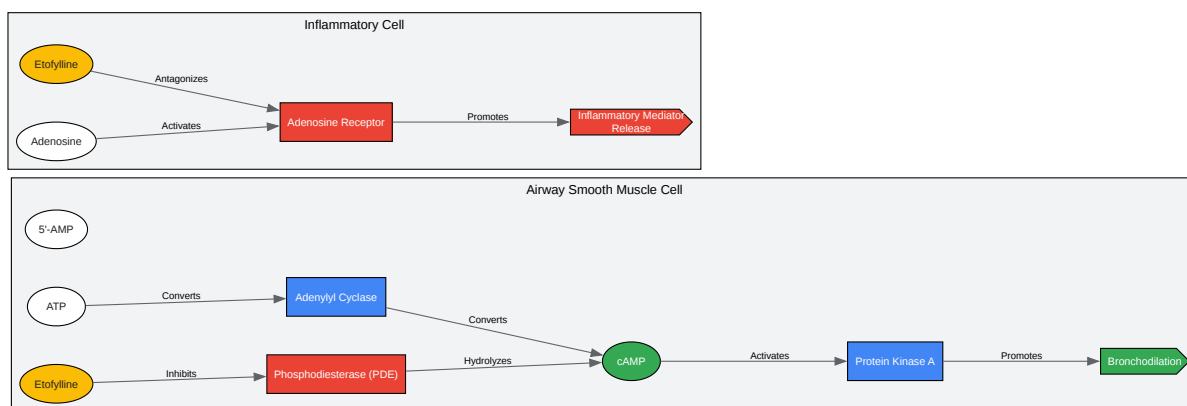 Inflammatory Cell
Etofylline
Antagonizes
Adenosine
Activates
Adenosine Receptor
Promotes
Inflammatory Mediator
Release
Airway Smooth Muscle Cell
5'-AMP
ATP
Converts
Adenylyl Cyclase
Converts
Etofylline
Inhibits
Phosphodiesterase (PDE)
Hydrolyzes
cAMP
Activates
Protein Kinase A
Promotes
Bronchodilation